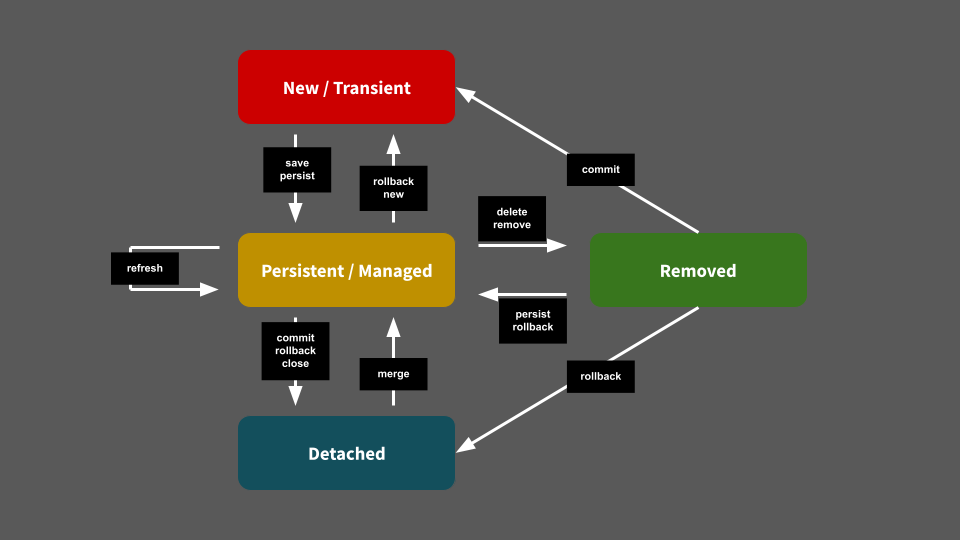 New / Transient
save
persist
rollback
new
commit
delete
remove
refresh
Persistent / Managed
Removed
persist
rollback
commit
rollback
close
merge
rollback
Detached